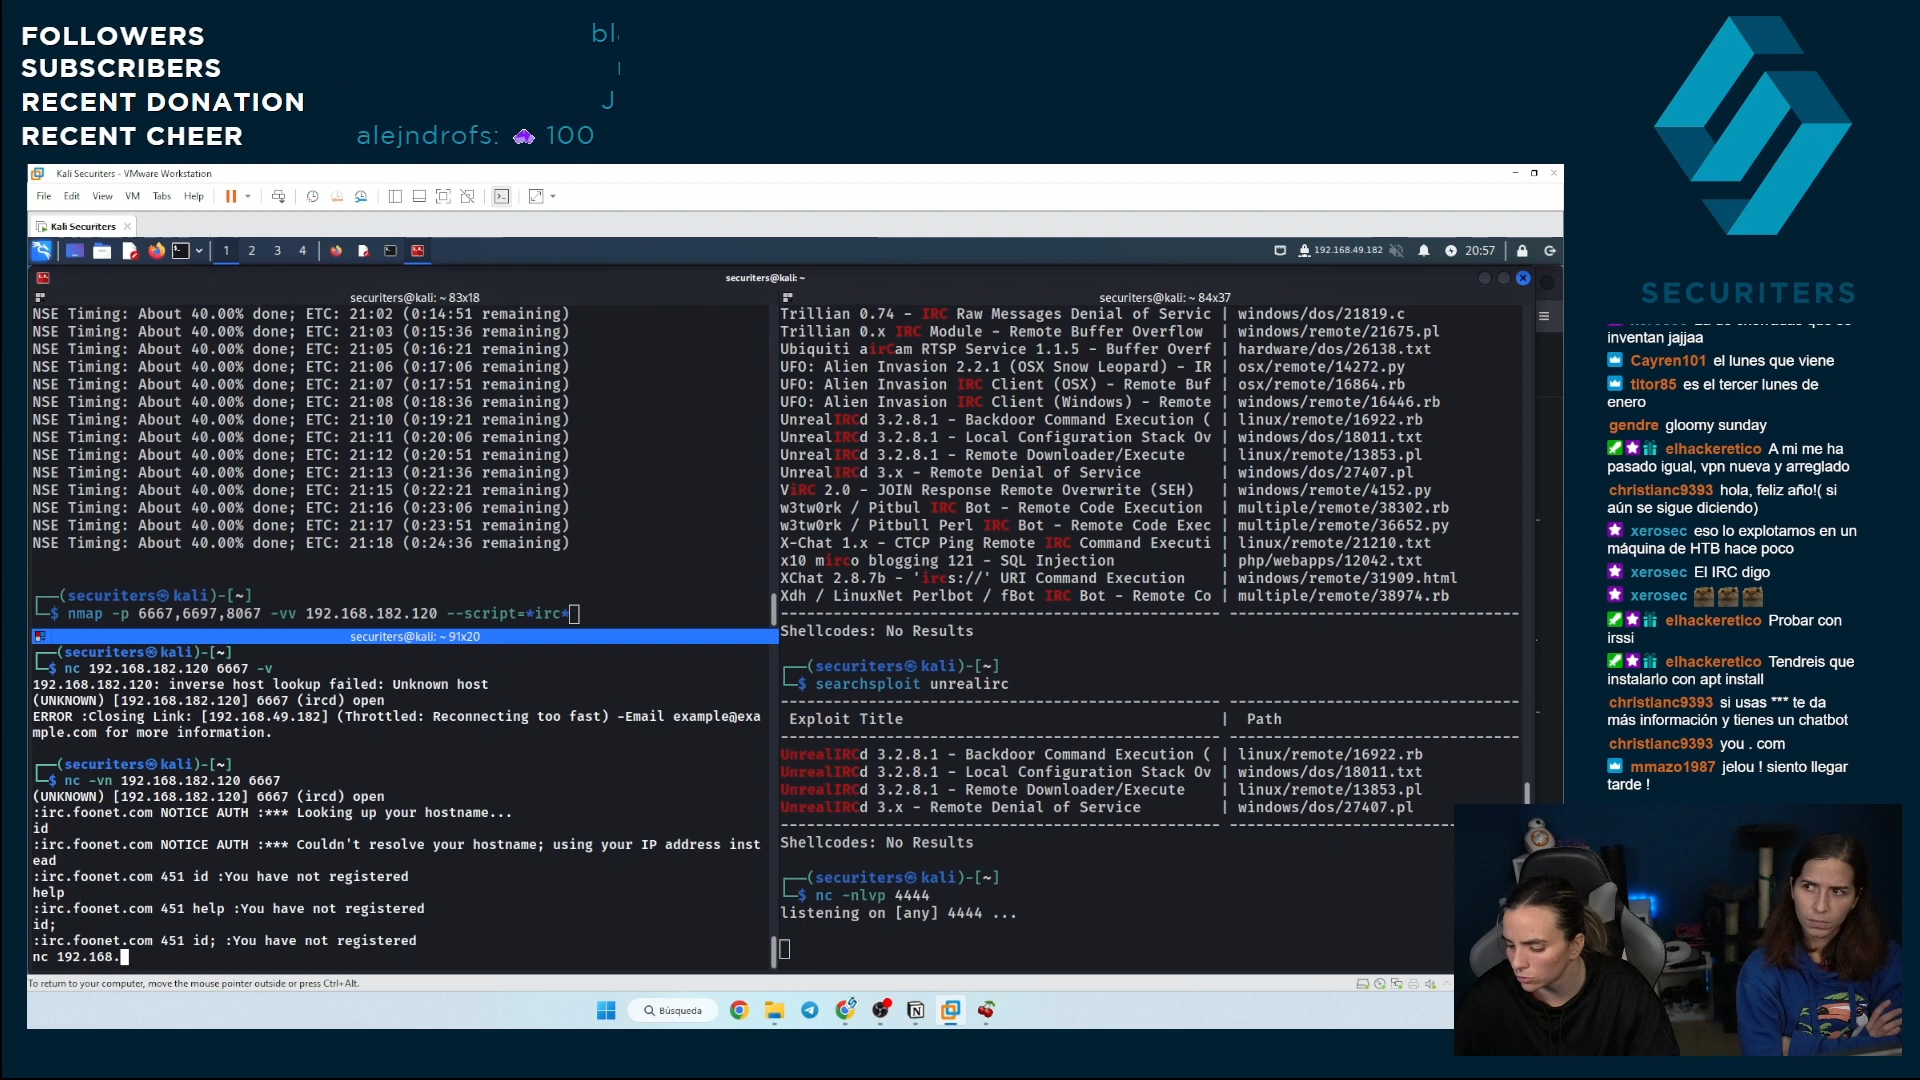 FOLLOWERS
SUBSCRIBERS
RECENT DONATION
RECENT CHEER
bl
J
alejndrofs: 100
Kali Securiters - VMware Workstation
File Edit View VM Tabs Help
Kali Securiters
1 2 3 4
192.168.49.182
20:57
securiters@kali: ~
securiters@kali: ~ 83x18
NSE Timing: About 40.00% done; ETC: 21:02 (0:14:51 remaining)
NSE Timing: About 40.00% done; ETC: 21:03 (0:15:36 remaining)
NSE Timing: About 40.00% done; ETC: 21:05 (0:16:21 remaining)
NSE Timing: About 40.00% done; ETC: 21:06 (0:17:06 remaining)
NSE Timing: About 40.00% done; ETC: 21:07 (0:17:51 remaining)
NSE Timing: About 40.00% done; ETC: 21:08 (0:18:36 remaining)
NSE Timing: About 40.00% done; ETC: 21:10 (0:19:21 remaining)
NSE Timing: About 40.00% done; ETC: 21:11 (0:20:06 remaining)
NSE Timing: About 40.00% done; ETC: 21:12 (0:20:51 remaining)
NSE Timing: About 40.00% done; ETC: 21:13 (0:21:36 remaining)
NSE Timing: About 40.00% done; ETC: 21:15 (0:22:21 remaining)
NSE Timing: About 40.00% done; ETC: 21:16 (0:23:06 remaining)
NSE Timing: About 40.00% done; ETC: 21:17 (0:23:51 remaining)
NSE Timing: About 40.00% done; ETC: 21:18 (0:24:36 remaining)
(securiters㉿kali)-[~]
$ nmap -p 6667,6697,8067 -vv 192.168.182.120 --script=*irc*
securiters@kali: ~ 91x20
(securiters㉿kali)-[~]
$ nc 192.168.182.120 6667 -v
192.168.182.120: inverse host lookup failed: Unknown host
(UNKNOWN) [192.168.182.120] 6667 (ircd) open
ERROR :Closing Link: [192.168.49.182] (Throttled: Reconnecting too fast) -Email example@exa
mple.com for more information.
(securiters㉿kali)-[~]
$ nc -vn 192.168.182.120 6667
(UNKNOWN) [192.168.182.120] 6667 (ircd) open
:irc.foonet.com NOTICE AUTH :*** Looking up your hostname...
id
:irc.foonet.com NOTICE AUTH :*** Couldn't resolve your hostname; using your IP address inst
ead
:irc.foonet.com 451 id :You have not registered
help
:irc.foonet.com 451 help :You have not registered
id;
:irc.foonet.com 451 id; :You have not registered
nc 192.168.
securiters@kali: ~ 84x37
Trillian 0.74 - IRC Raw Messages Denial of Servic | windows/dos/21819.c
Trillian 0.x IRC Module - Remote Buffer Overflow | windows/remote/21675.pl
Ubiquiti airCam RTSP Service 1.1.5 - Buffer Overf | hardware/dos/26138.txt
UFO: Alien Invasion 2.2.1 (OSX Snow Leopard) - IR | osx/remote/14272.py
UFO: Alien Invasion IRC Client (OSX) - Remote Buf | osx/remote/16864.rb
UFO: Alien Invasion IRC Client (Windows) - Remote | windows/remote/16446.rb
UnrealIRCd 3.2.8.1 - Backdoor Command Execution ( | linux/remote/16922.rb
UnrealIRCd 3.2.8.1 - Local Configuration Stack Ov | windows/dos/18011.txt
UnrealIRCd 3.2.8.1 - Remote Downloader/Execute | linux/remote/13853.pl
UnrealIRCd 3.x - Remote Denial of Service | windows/dos/27407.pl
ViRC 2.0 - JOIN Response Remote Overwrite (SEH) | windows/remote/4152.py
w3tw0rk / Pitbul IRC Bot - Remote Code Execution | multiple/remote/38302.rb
w3tw0rk / Pitbull Perl IRC Bot - Remote Code Exec | multiple/remote/36652.py
X-Chat 1.x - CTCP Ping Remote IRC Command Executi | linux/remote/21210.txt
x10 mirco blogging 121 - SQL Injection | php/webapps/12042.txt
XChat 2.8.7b - 'ircs://' URI Command Execution | windows/remote/31909.html
Xdh / LinuxNet Perlbot / fBot IRC Bot - Remote Co | multiple/remote/38974.rb
Shellcodes: No Results
(securiters㉿kali)-[~]
$ searchsploit unrealirc
Exploit Title | Path
UnrealIRCd 3.2.8.1 - Backdoor Command Execution ( | linux/remote/16922.rb
UnrealIRCd 3.2.8.1 - Local Configuration Stack Ov | windows/dos/18011.txt
UnrealIRCd 3.2.8.1 - Remote Downloader/Execute | linux/remote/13853.pl
UnrealIRCd 3.x - Remote Denial of Service | windows/dos/27407.pl
Shellcodes: No Results
(securiters㉿kali)-[~]
$ nc -nlvp 4444
listening on [any] 4444 ...
To return to your computer, move the mouse pointer outside or press Ctrl+Alt.
Búsqueda
SECURITERS
inventan jajjaa
Cayren101 el lunes que viene
titor85 es el tercer lunes de
enero
gendre gloomy sunday
elhackeretico A mi me ha
pasado igual, vpn nueva y arreglado
christianc9393 hola, feliz año!( si
aún se sigue diciendo)
xerosec eso lo explotamos en un
máquina de HTB hace poco
xerosec El IRC digo
xerosec
elhackeretico Probar con
irssi
elhackeretico Tendreis que
instalarlo con apt install
christianc9393 si usas *** te da
más información y tienes un chatbot
christianc9393 you . com
mmazo1987 jelou ! siento llegar
tarde !